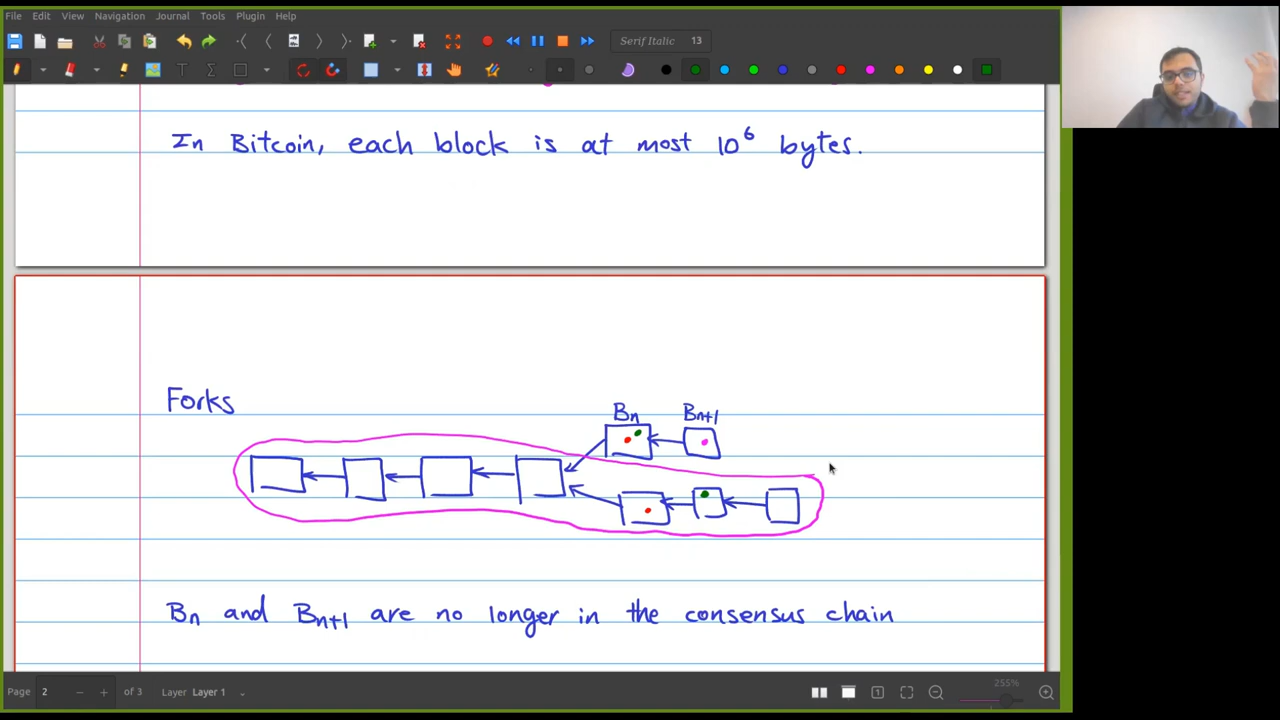 File Edit View Navigation Journal Tools Plugin Help
Serif Italic 13
In Bitcoin, each block is at most 10⁶ bytes.
Forks
Bn Bn+1
Bn and Bn+1 are no longer in the consensus chain
Page 2 of 3 Layer Layer 1 1 255%